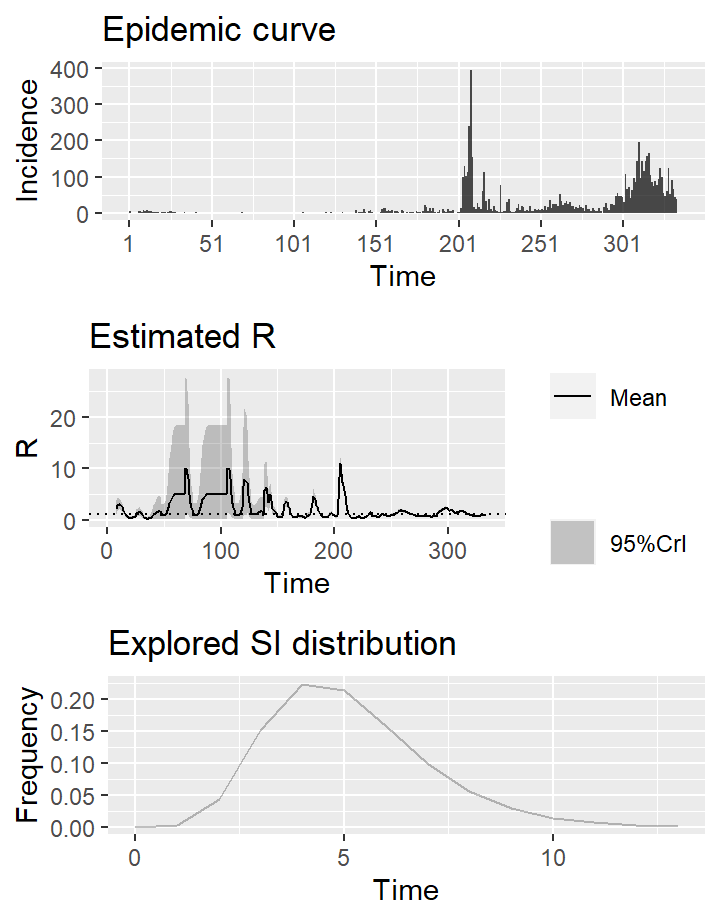 Epidemic curve
Incidence
400
300
200
100
0
1 51 101 151 201 251 301
Time
Estimated R
R
20
10
0
0 100 200 300
Time
Mean
95%CrI
Explored SI distribution
Frequency
0.20
0.15
0.10
0.05
0.00
0 5 10
Time